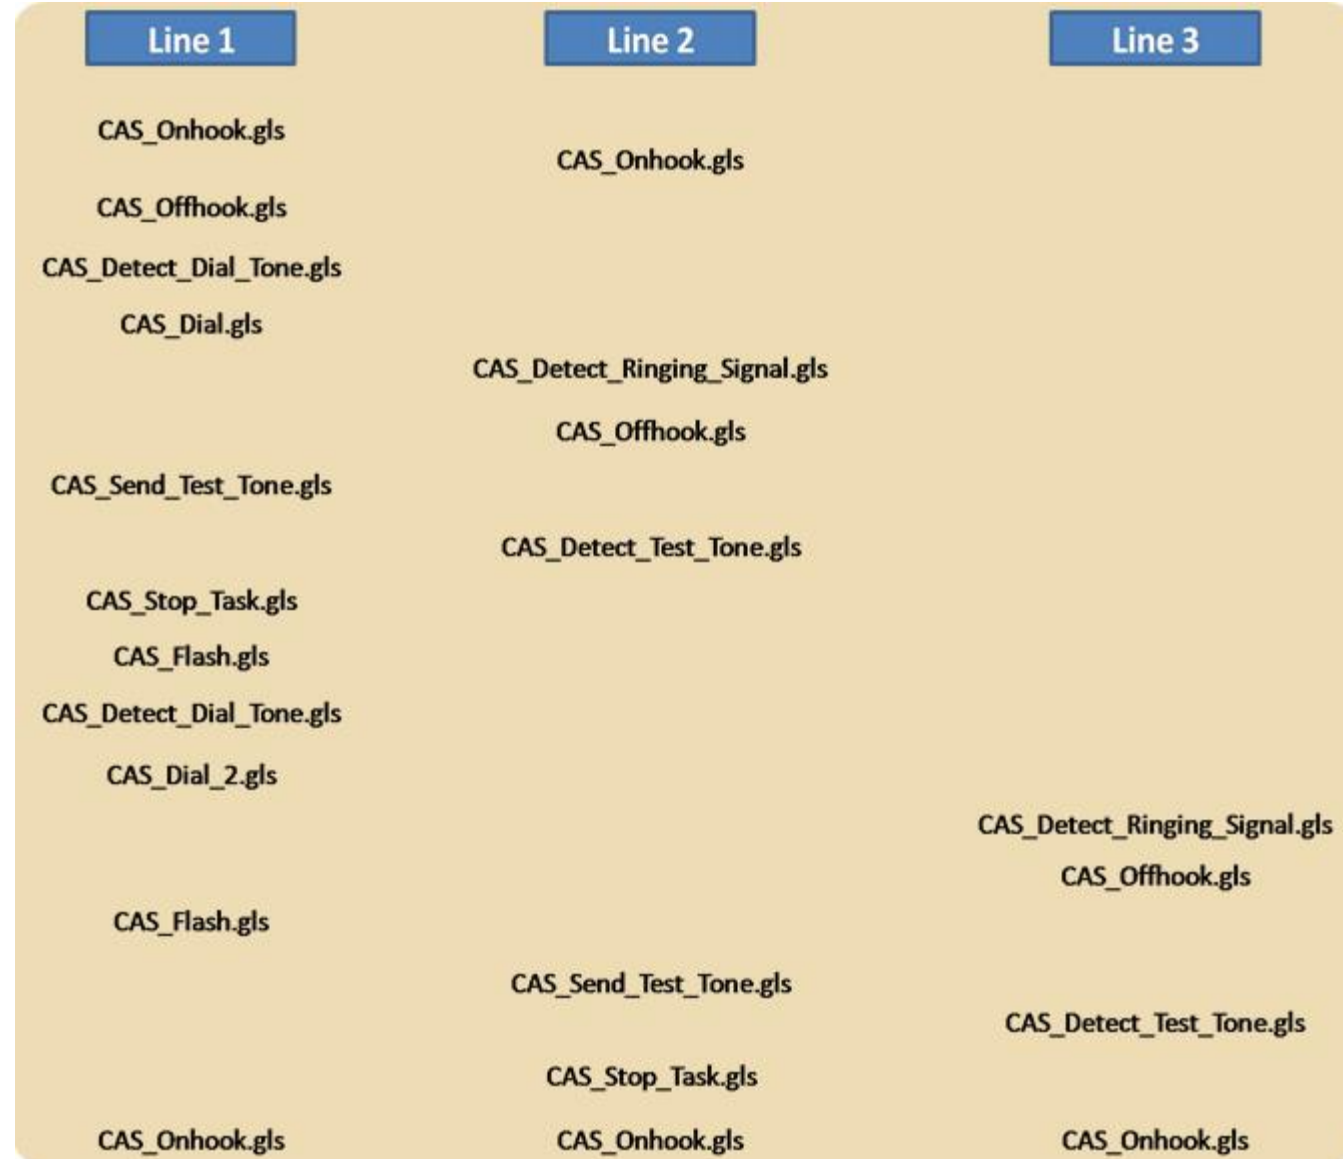 Line 1
Line 2
Line 3
CAS_Onhook.gls
CAS_Onhook.gls
CAS_Offhook.gls
CAS_Detect_Dial_Tone.gls
CAS_Dial.gls
CAS_Detect_Ringing_Signal.gls
CAS_Offhook.gls
CAS_Send_Test_Tone.gls
CAS_Detect_Test_Tone.gls
CAS_Stop_Task.gls
CAS_Flash.gls
CAS_Detect_Dial_Tone.gls
CAS_Dial_2.gls
CAS_Detect_Ringing_Signal.gls
CAS_Offhook.gls
CAS_Flash.gls
CAS_Send_Test_Tone.gls
CAS_Detect_Test_Tone.gls
CAS_Stop_Task.gls
CAS_Onhook.gls
CAS_Onhook.gls
CAS_Onhook.gls